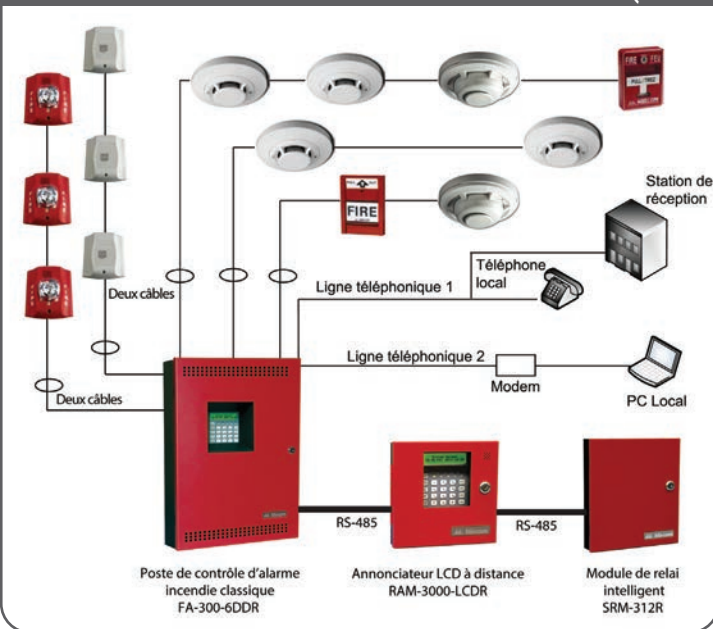 FIRE FEU
PULL/TIREZ
FIRE
Station de
réception
Téléphone
local
Deux câbles
Ligne téléphonique 1
Ligne téléphonique 2
Modem
PC Local
Deux câbles
RS-485
RS-485
Poste de contrôle d'alarme
incendie classique
FA-300-6DDR
Annonciateur LCD à distance
RAM-3000-LCDR
Module de relai
intelligent
SRM-312R